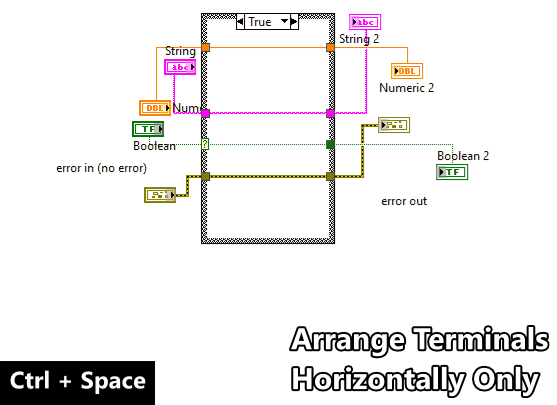 True
abc
String 2
String
abc
DBL
Numeric 2
DBL
TF
Boolean
?
Boolean 2
TF
error in (no error)
error out
Arrange Terminals
Horizontally Only
Ctrl + Space